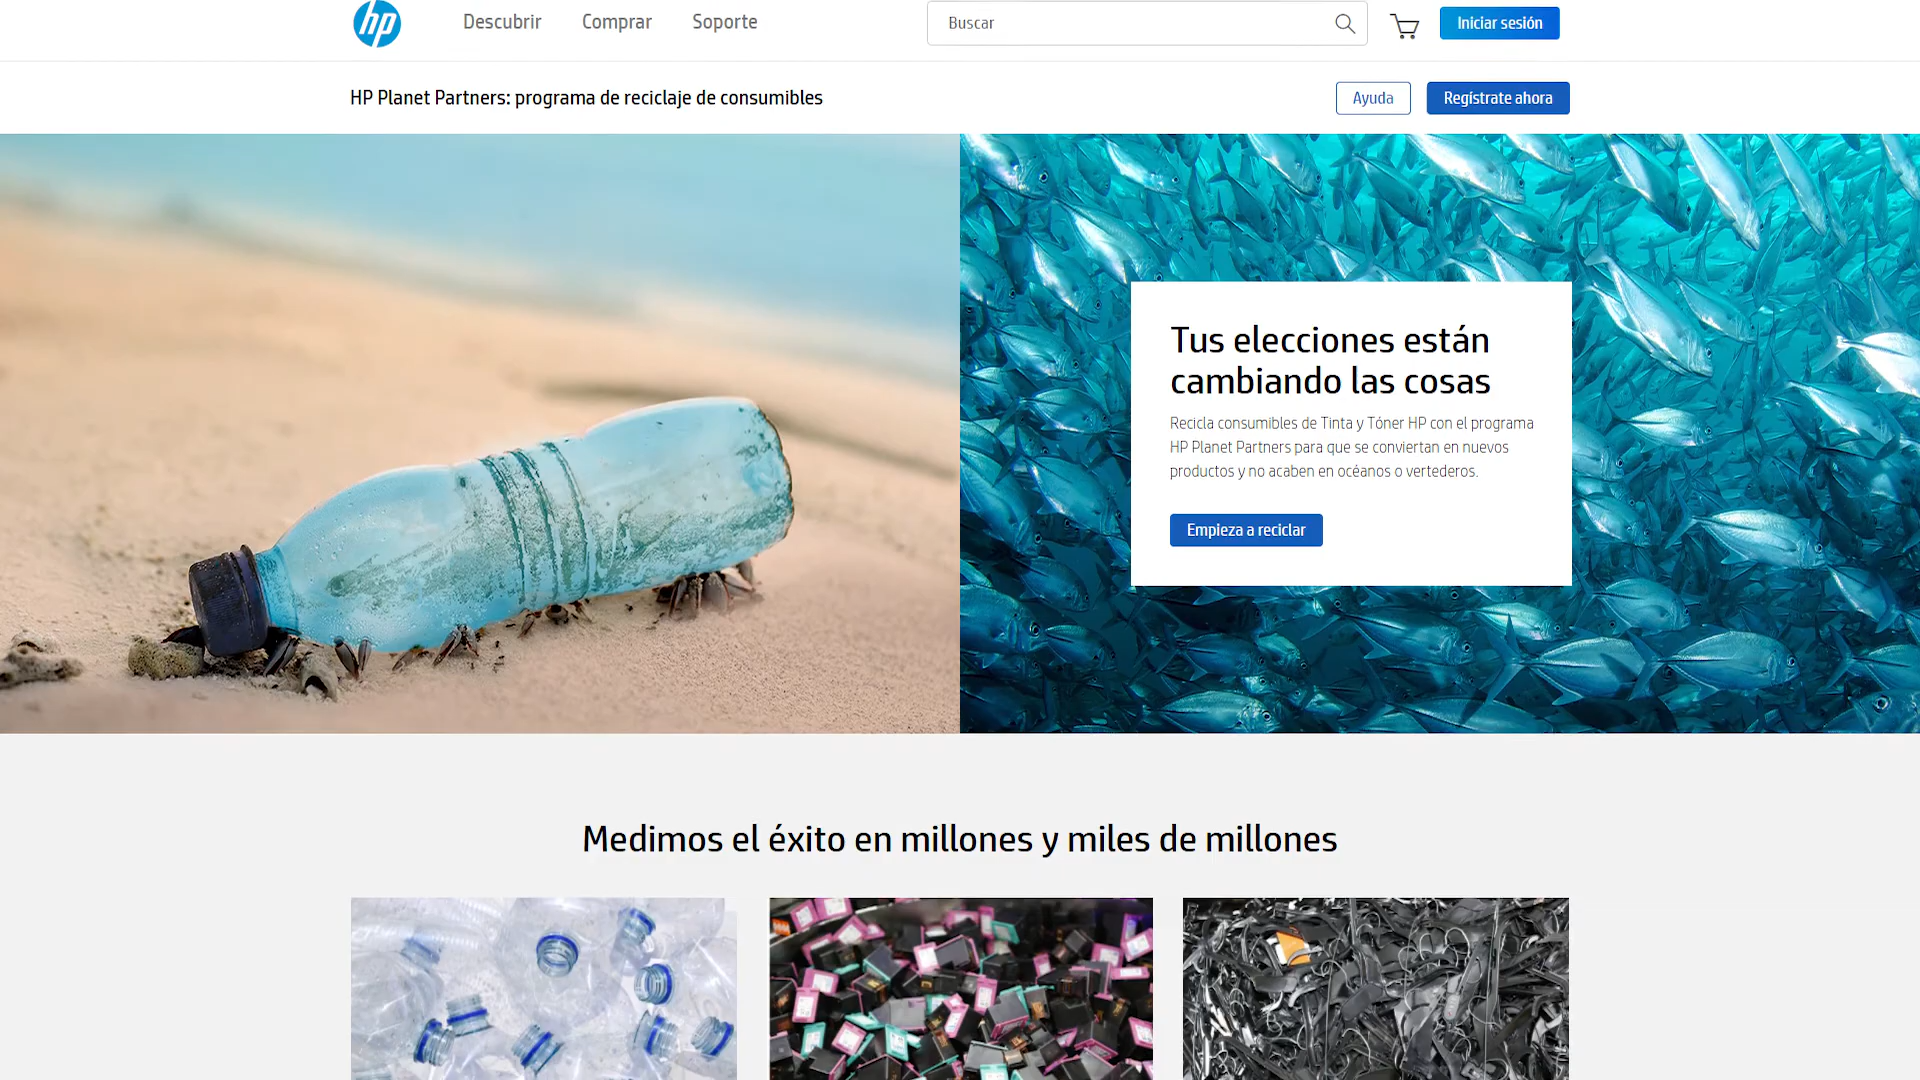 hp
Descubrir Comprar Soporte
Buscar
Iniciar sesión
HP Planet Partners: programa de reciclaje de consumibles
Ayuda
Regístrate ahora
Tus elecciones están
cambiando las cosas
Recicla consumibles de Tinta y Tóner HP con el programa
HP Planet Partners para que se conviertan en nuevos
productos y no acaben en océanos o vertederos.
Empieza a reciclar
Medimos el éxito en millones y miles de millones